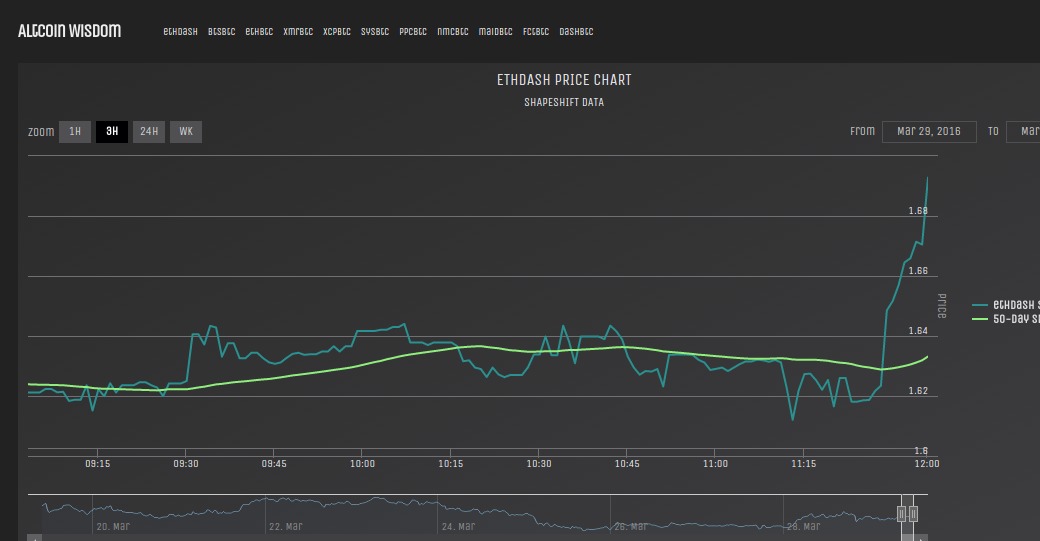 ALTCOIN WISDOM
ETHDASH BTSBTC ETHBTC XMRBTC XCPBTC SYSBTC PPCBTC NMCBTC MAIDBTC FCTBTC DASHBTC
ETHDASH PRICE CHART
SHAPESHIFT DATA
Zoom 1H 3H 24H WK From Mar 29, 2016 To Mar
1.68
1.66
Price
1.64
1.62
1.6
ETHDASH S
50-DAY S
09:15 09:30 09:45 10:00 10:15 10:30 10:45 11:00 11:15 12:00
20. Mar 22. Mar 24. Mar 26. Mar 28. Mar